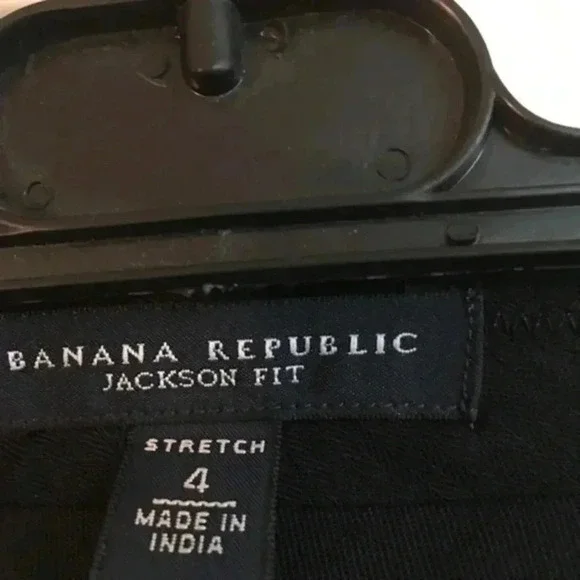 BANANA REPUBLIC
JACKSON FIT
STRETCH
4
MADE IN
INDIA